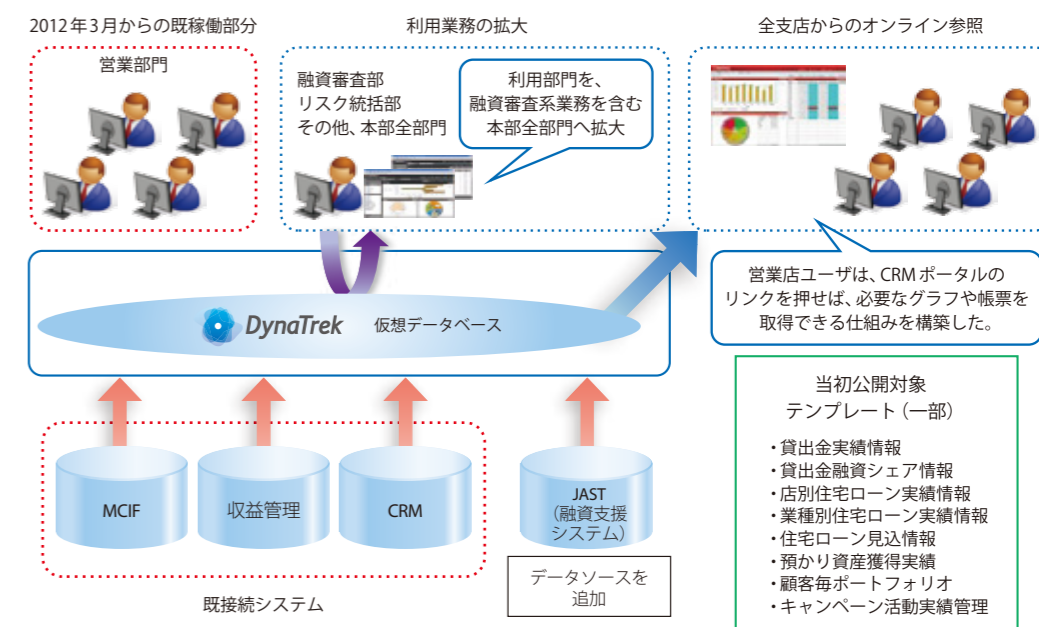 2012年3月からの既稼働部分
営業部門
利用業務の拡大
融資審査部
リスク統括部
その他、本部全部門
利用部門を、
融資審査系業務を含む
本部全部門へ拡大
全支店からのオンライン参照
営業店ユーザは、CRMポータルの
リンクを押せば、必要なグラフや帳票を
取得できる仕組みを構築した。
DynaTrek 仮想データベース
MCIF
収益管理
CRM
JAST
(融資支援
システム)
既接続システム
データソースを
追加
当初公開対象
テンプレート(一部)
・貸出金実績情報
・貸出金融資シェア情報
・店別住宅ローン実績情報
・業種別住宅ローン実績情報
・住宅ローン見込情報
・預かり資産獲得実績
・顧客毎ポートフォリオ
・キャンペーン活動実績管理